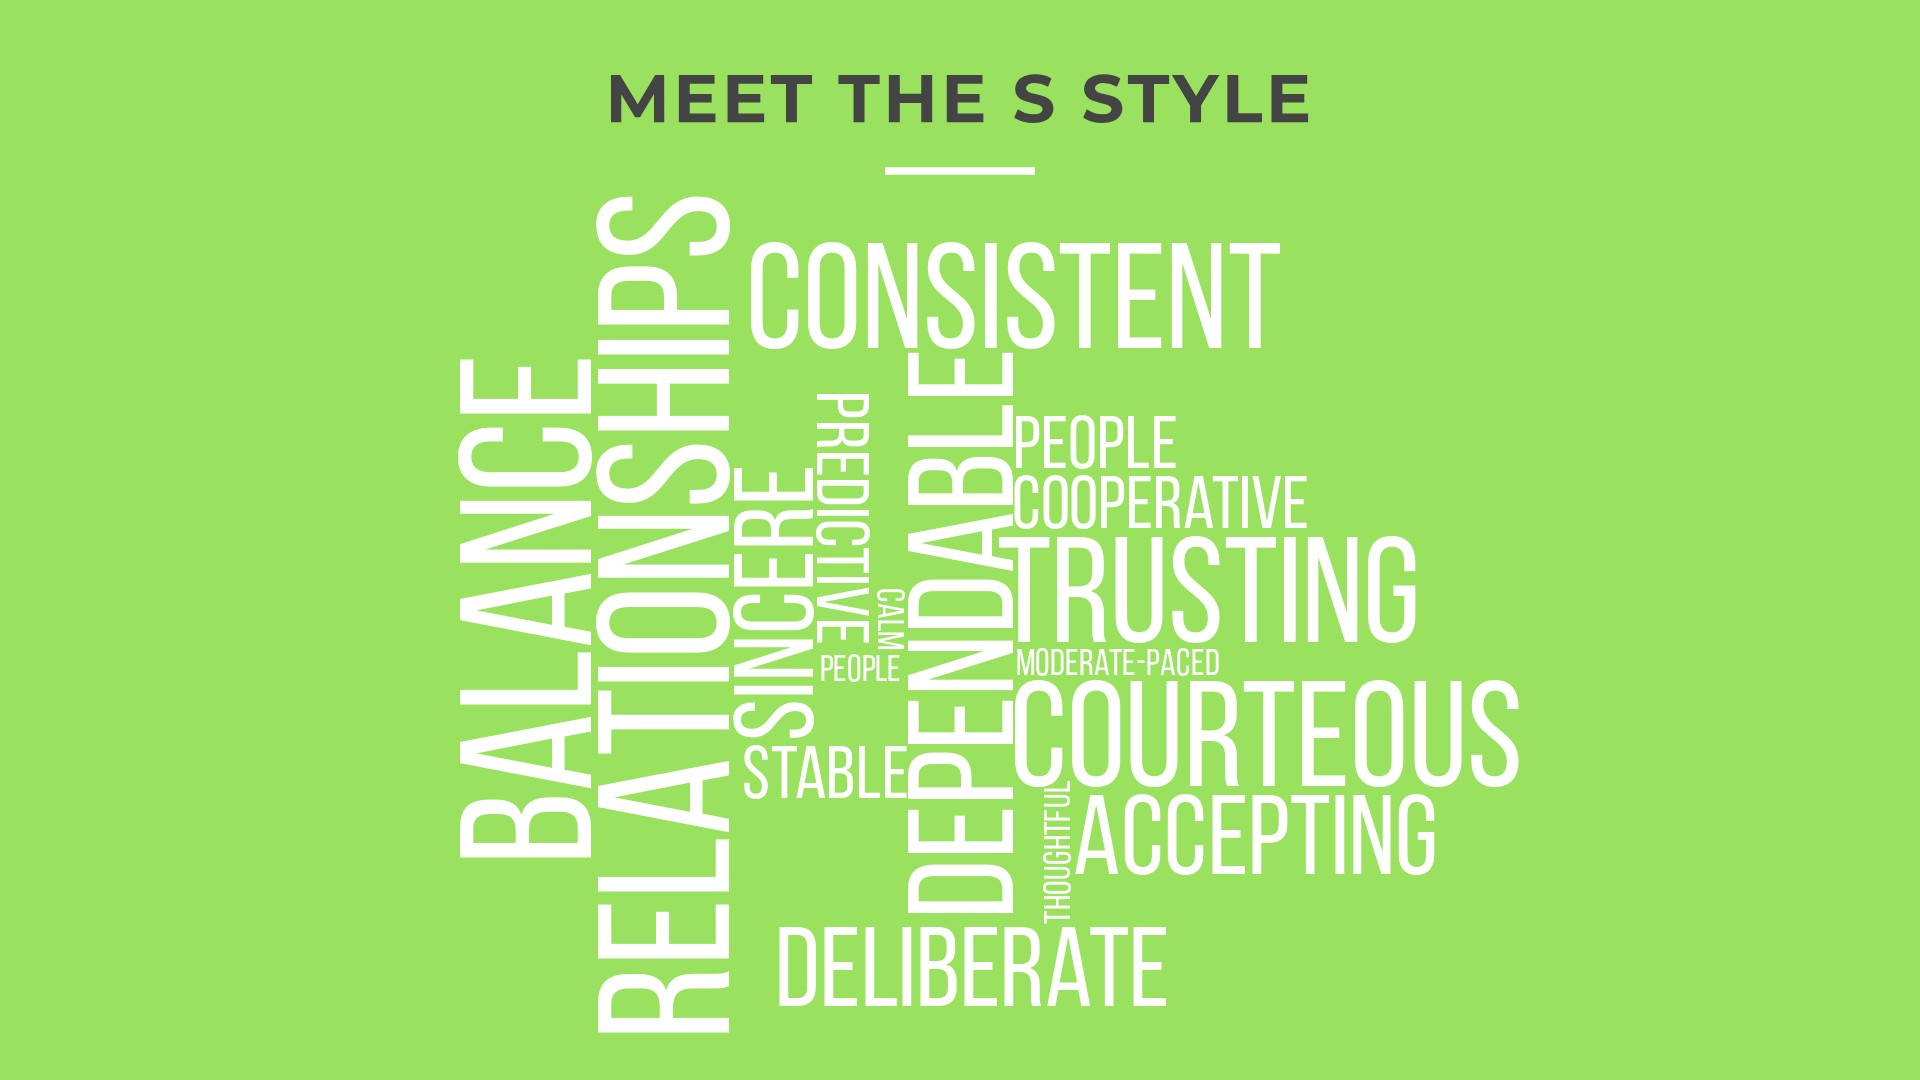 MEET THE S STYLE
BALANCE
RELATIONSHIPS
CONSISTENT
SINCERE
PREDICTIVE
CALM
PEOPLE
STABLE
DEPENDABLE
PEOPLE
COOPERATIVE
TRUSTING
MODERATE-PACED
COURTEOUS
THOUGHTFUL
ACCEPTING
DELIBERATE